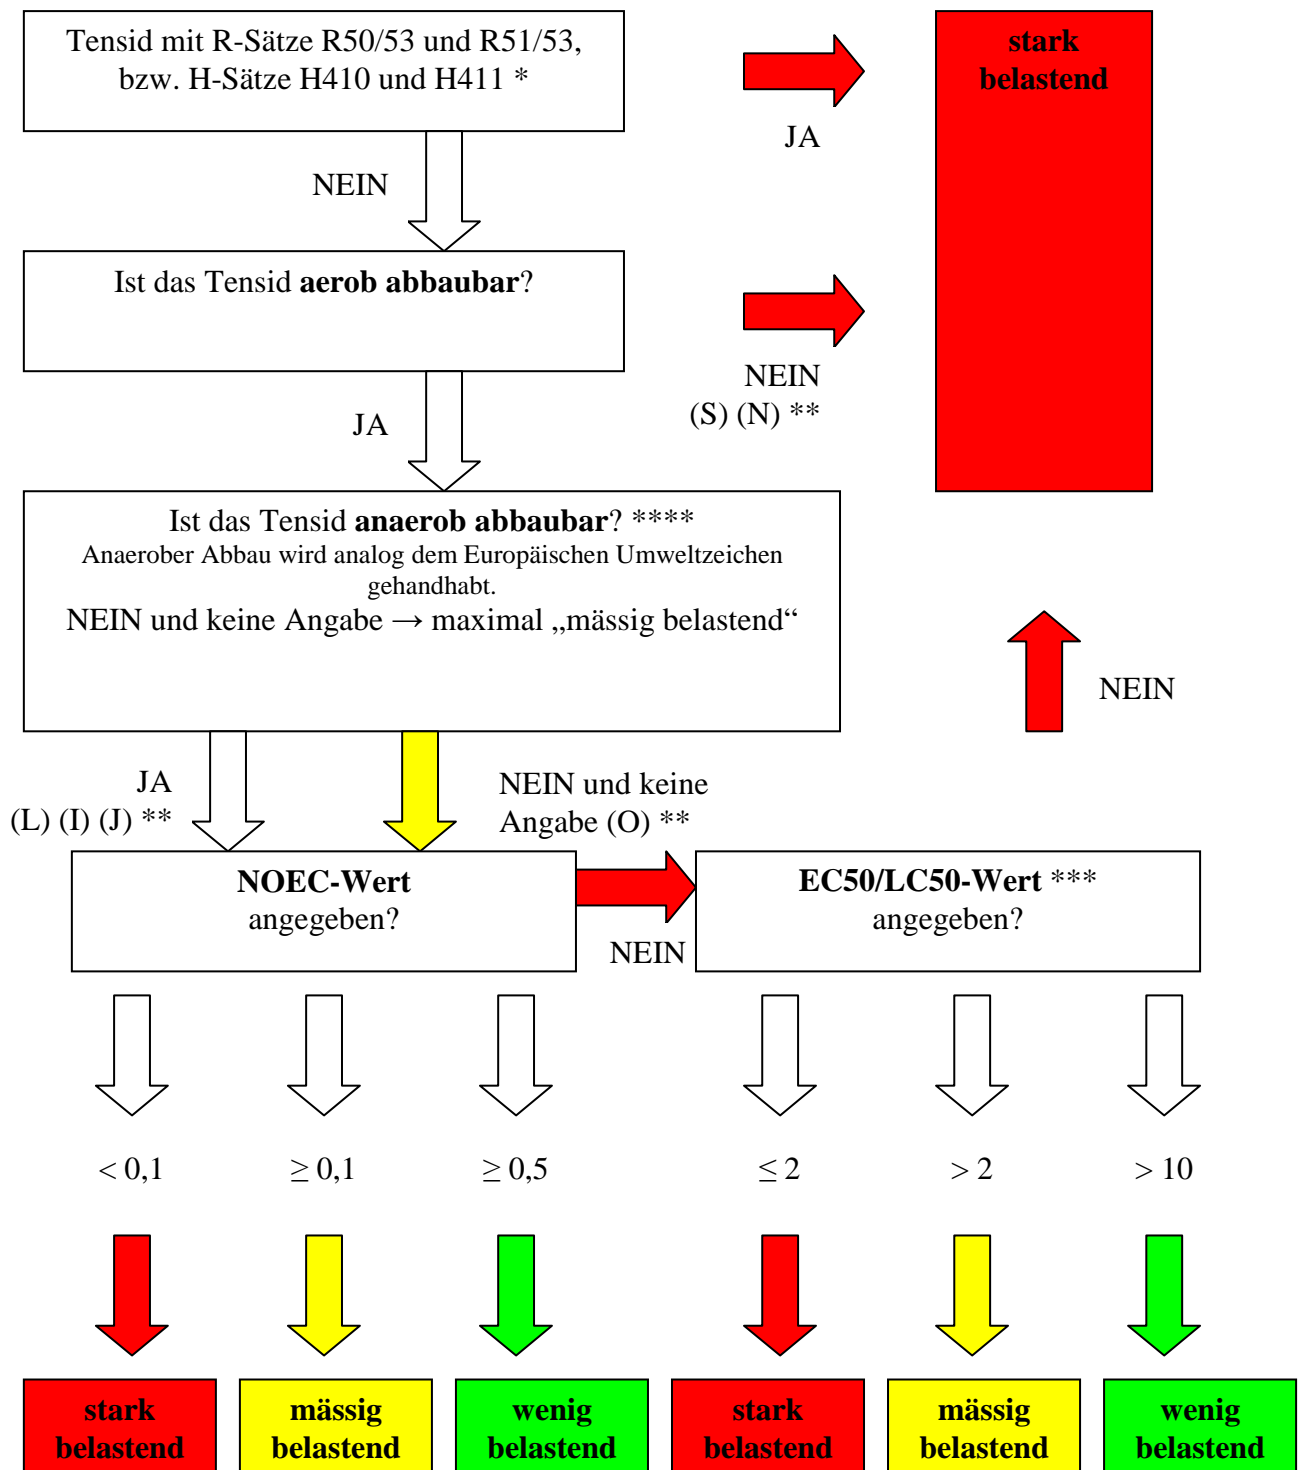 Tensid mit R-Sätze R50/53 und R51/53,
bzw. H-Sätze H410 und H411 *
stark
belastend
JA
NEIN
Ist das Tensid aerob abbaubar?
NEIN
(S) (N) **
JA
Ist das Tensid anaerob abbaubar? ****
Anaerober Abbau wird analog dem Europäischen Umweltzeichen
gehandhabt.
NEIN und keine Angabe → maximal „mässig belastend“
NEIN
JA
(L) (I) (J) **
NEIN und keine
Angabe (O) **
NOEC-Wert
angegeben?
NEIN
EC50/LC50-Wert ***
angegeben?
< 0,1
≥ 0,1
≥ 0,5
≤ 2
> 2
> 10
stark
belastend
mässig
belastend
wenig
belastend
stark
belastend
mässig
belastend
wenig
belastend